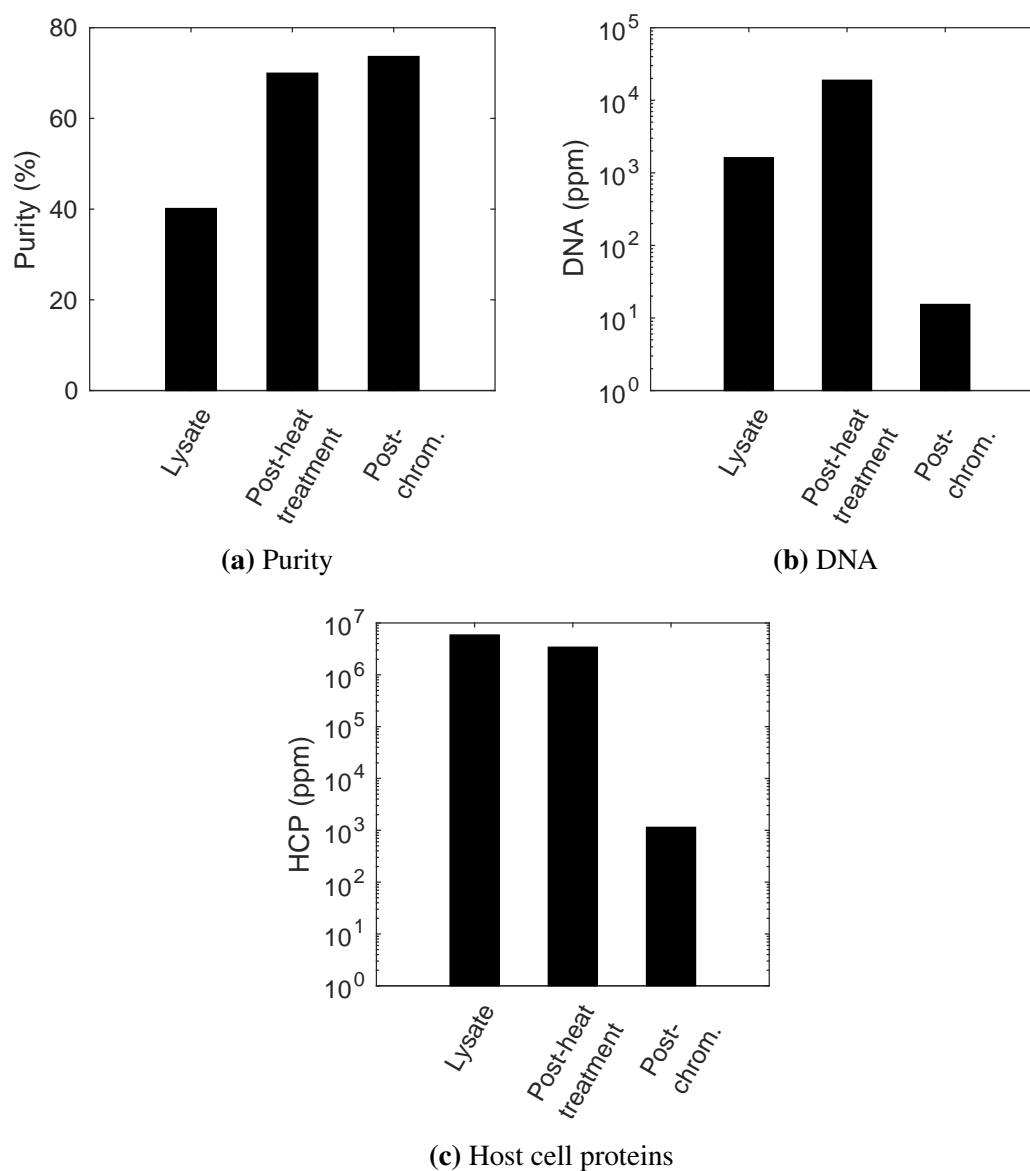 80
60
40
20
0
Purity (%)
Lysate
Post-heat
treatment
Post-
chrom.
(a) Purity
10^5
10^4
10^3
10^2
10^1
10^0
DNA (ppm)
Lysate
Post-heat
treatment
Post-
chrom.
(b) DNA
10^7
10^6
10^5
10^4
10^3
10^2
10^1
10^0
HCP (ppm)
Lysate
Post-heat
treatment
Post-
chrom.
(c) Host cell proteins